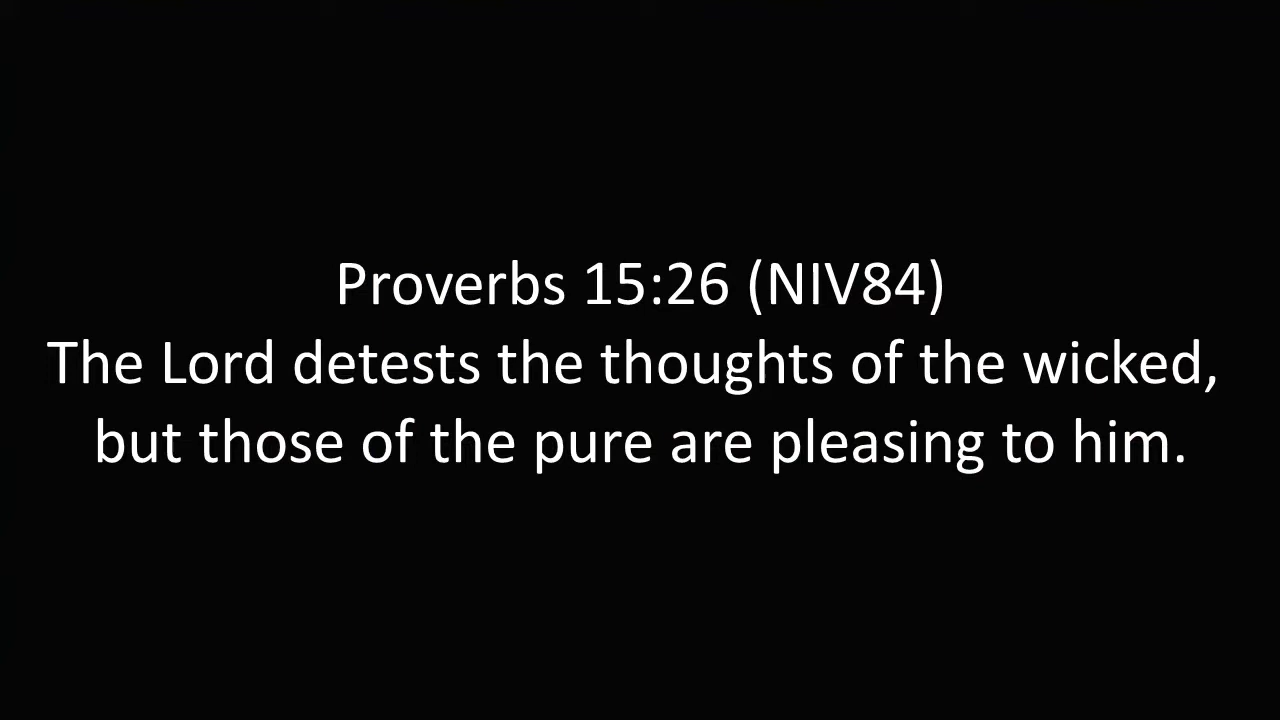 Proverbs 15:26 (NIV84)
The Lord detests the thoughts of the wicked,
but those of the pure are pleasing to him.